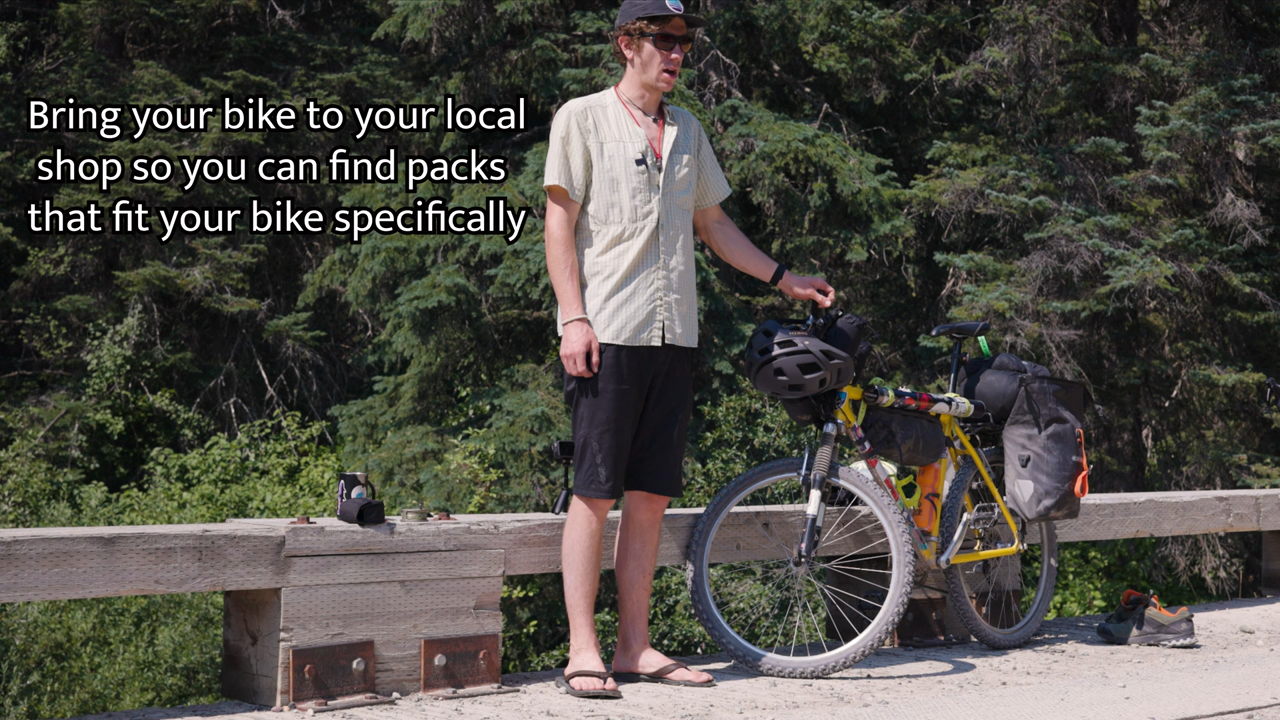 Bring your bike to your local
shop so you can find packs
that fit your bike specifically